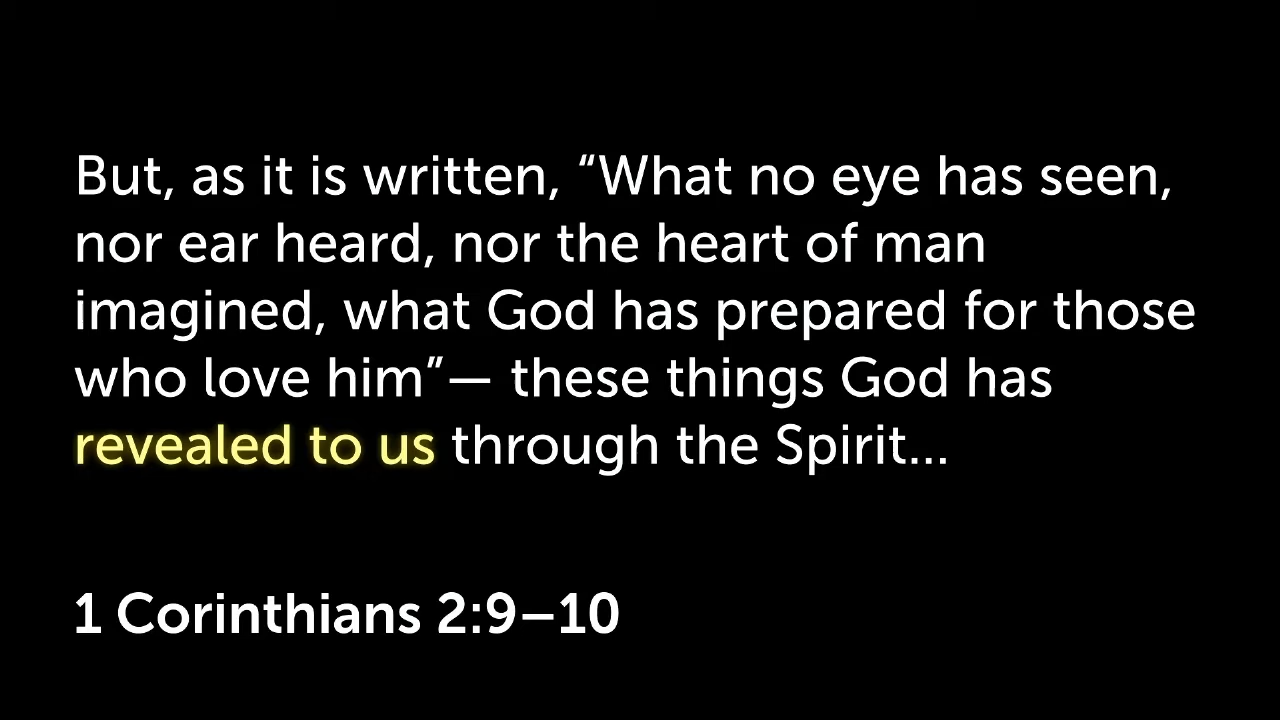 But, as it is written, “What no eye has seen,
nor ear heard, nor the heart of man
imagined, what God has prepared for those
who love him”— these things God has
revealed to us through the Spirit...
1 Corinthians 2:9–10